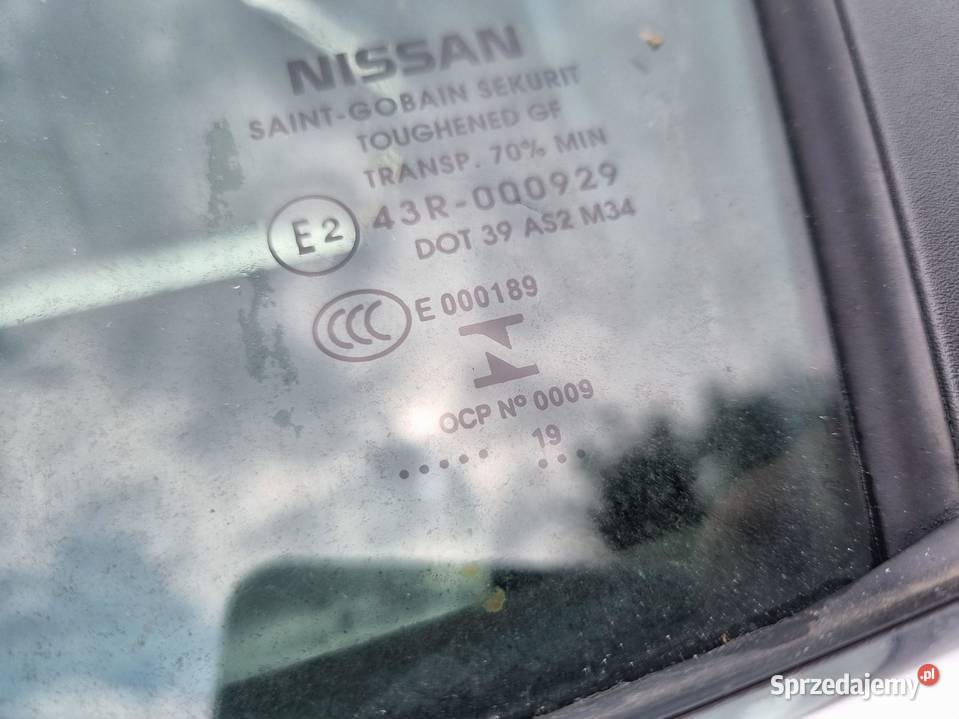 NISSAN
SAINT-GOBAIN SEKURIT
TOUGHENED GF
TRANSP. 70% MIN
E2 43R-000929
DOT 39 AS2 M34
CCC E 000189
OCP Nº 0009
19
Sprzedajemy.pl